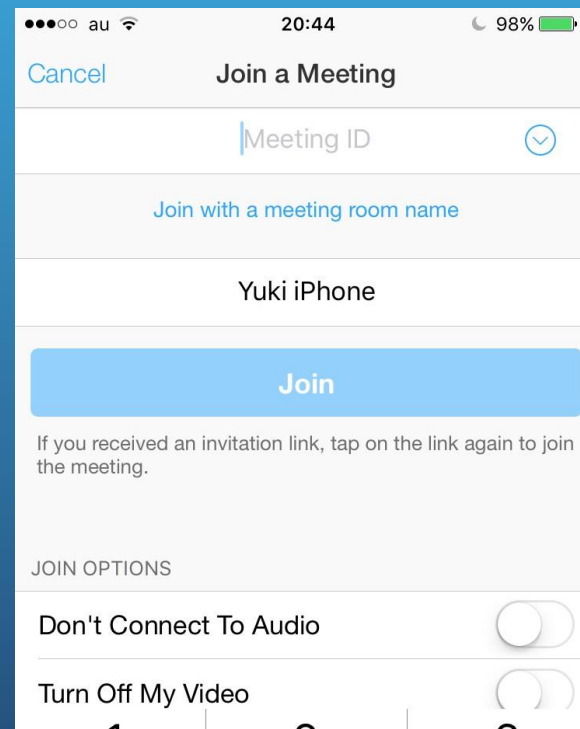 au 20:44 98%
Cancel Join a Meeting
Meeting ID
Join with a meeting room name
Yuki iPhone
Join
If you received an invitation link, tap on the link again to join
the meeting.
JOIN OPTIONS
Don't Connect To Audio
Turn Off My Video